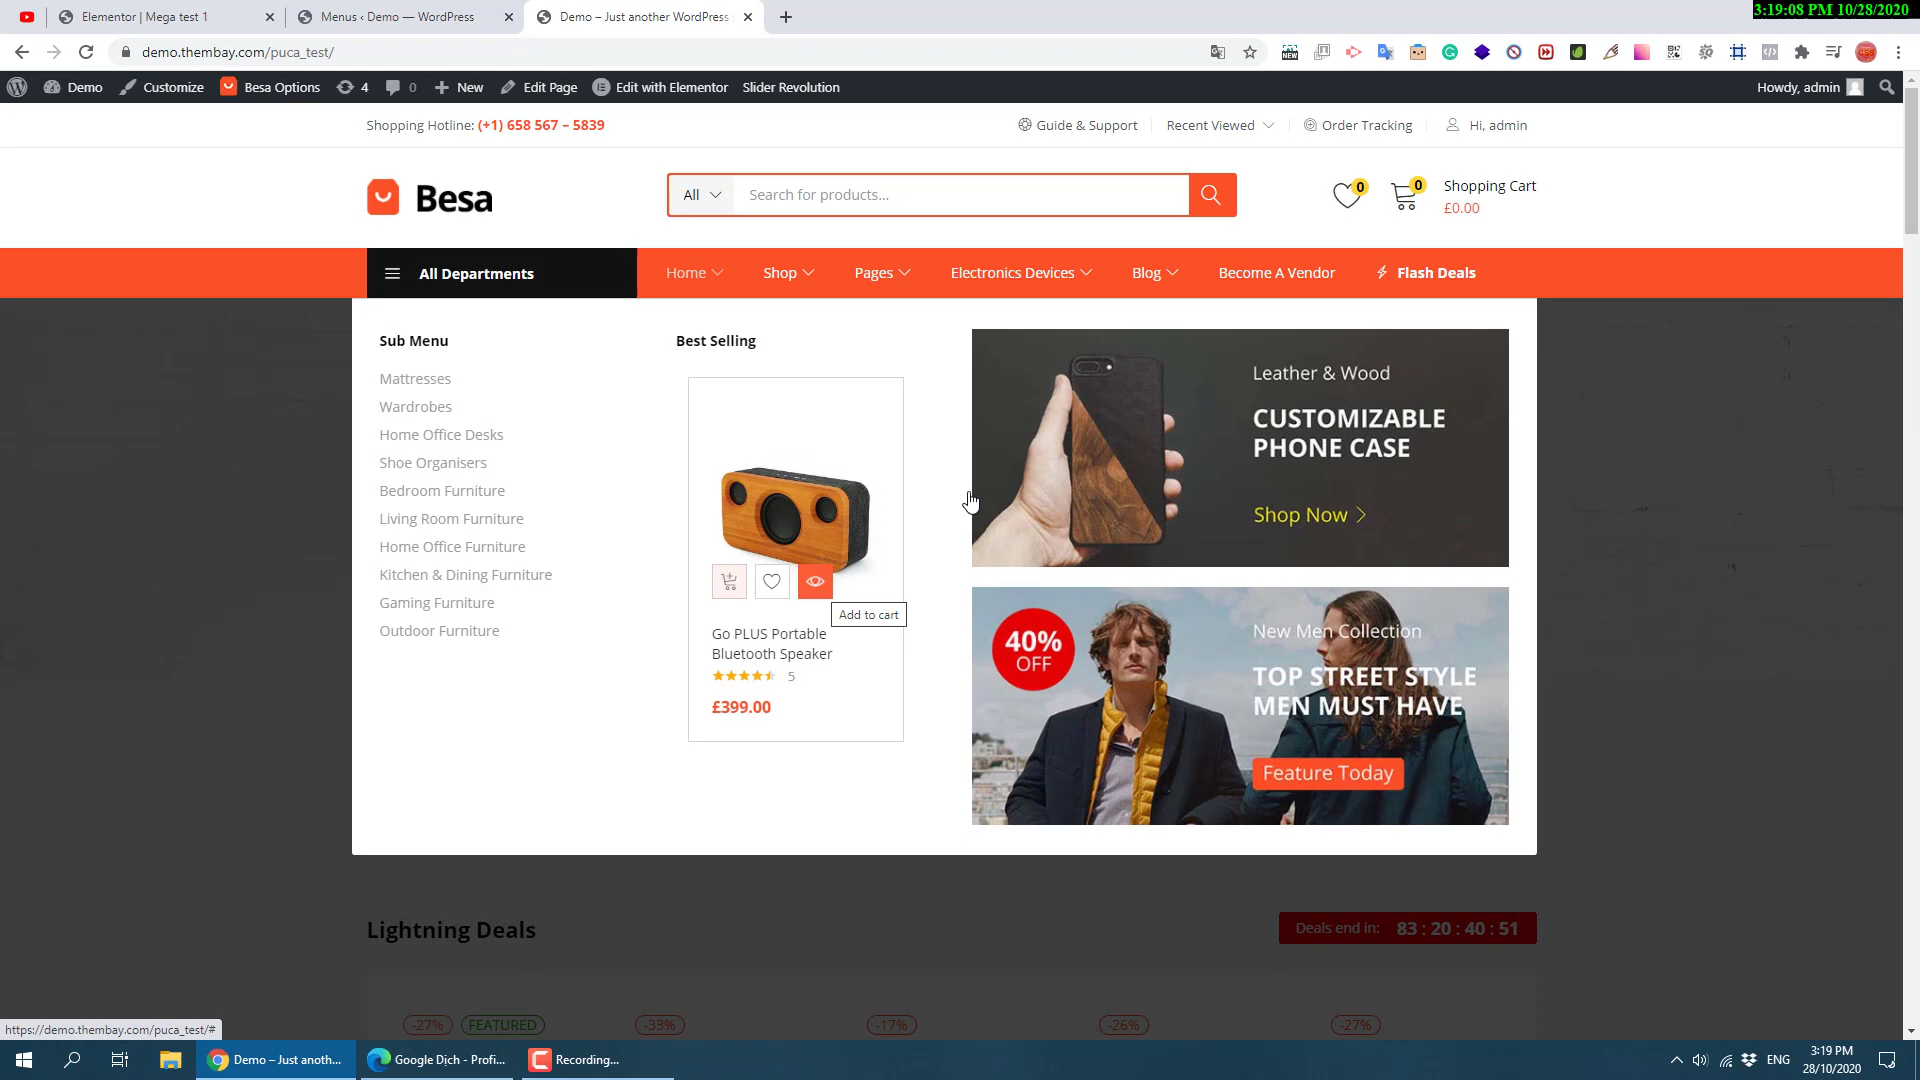 3:19:08 PM 10/28/2020
Elementor | Mega test 1
Menus ‹ Demo — WordPress
Demo – Just another WordPress
demo.thembay.com/puca_test/
Demo
Customize
Besa Options
4
0
New
Edit Page
Edit with Elementor
Slider Revolution
Howdy, admin
Shopping Hotline: (+1) 658 567 – 5839
Guide & Support
Recent Viewed
Order Tracking
Hi, admin
Besa
All
Search for products...
0
0
Shopping Cart
£0.00
All Departments
Home
Shop
Pages
Electronics Devices
Blog
Become A Vendor
Flash Deals
Sub Menu
Mattresses
Wardrobes
Home Office Desks
Shoe Organisers
Bedroom Furniture
Living Room Furniture
Home Office Furniture
Kitchen & Dining Furniture
Gaming Furniture
Outdoor Furniture
Best Selling
Add to cart
Go PLUS Portable
Bluetooth Speaker
5
£399.00
Leather & Wood
CUSTOMIZABLE
PHONE CASE
Shop Now
40%
OFF
New Men Collection
TOP STREET STYLE
MEN MUST HAVE
Feature Today
Lightning Deals
Deals end in: 83 : 20 : 40 : 51
-27%
FEATURED
-33%
-17%
-26%
-27%
https://demo.thembay.com/puca_test/#
Demo – Just anoth...
Google Dịch - Profi...
Recording...
ENG
3:19 PM
28/10/2020